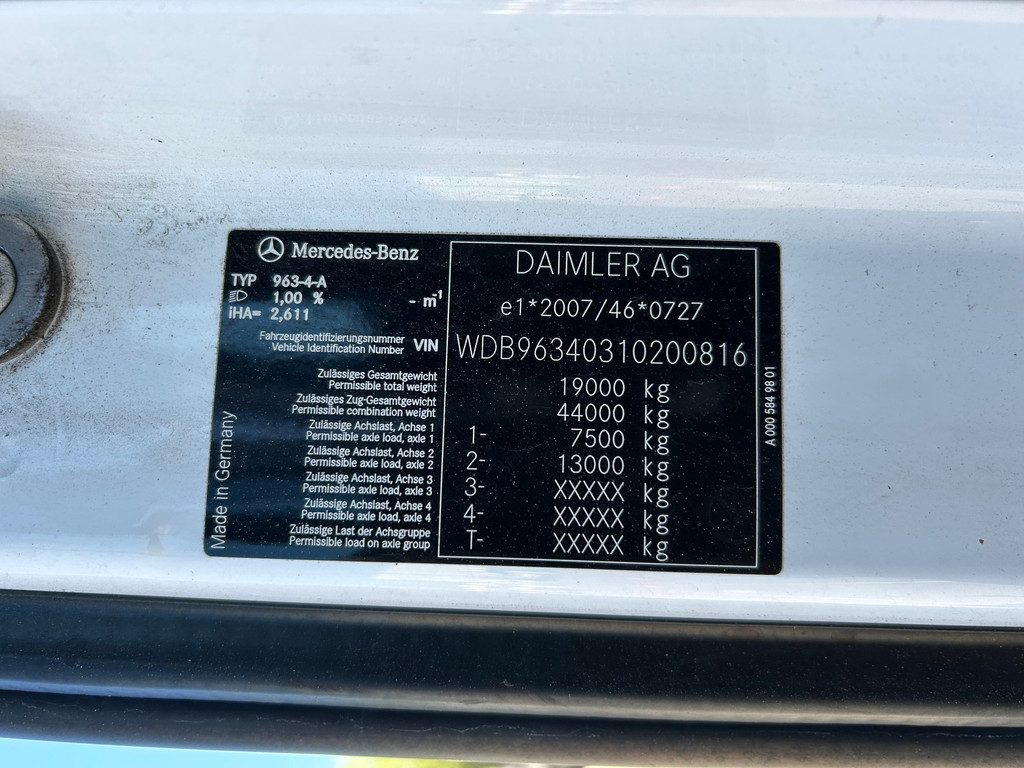 Mercedes-Benz
TYP 963-4-A
1,00 % - m⁻¹
iHA= 2,611
DAIMLER AG
e1*2007/46*0727
Fahrzeugidentifizierungsnummer
Vehicle Identification Number VIN WDB96340310200816
Zulässiges Gesamtgewicht
Permissible total weight 19000 kg
Zulässiges Zug-Gesamtgewicht
Permissible combination weight 44000 kg
Zulässige Achslast, Achse 1
Permissible axle load, axle 1 1- 7500 kg
Zulässige Achslast, Achse 2
Permissible axle load, axle 2 2- 13000 kg
Zulässige Achslast, Achse 3
Permissible axle load, axle 3 3- XXXXX kg
Zulässige Achslast, Achse 4
Permissible axle load, axle 4 4- XXXXX kg
Zulässige Last der Achsgruppe
Permissible load on axle group T- XXXXX kg
Made in Germany
A 000 584 98 01